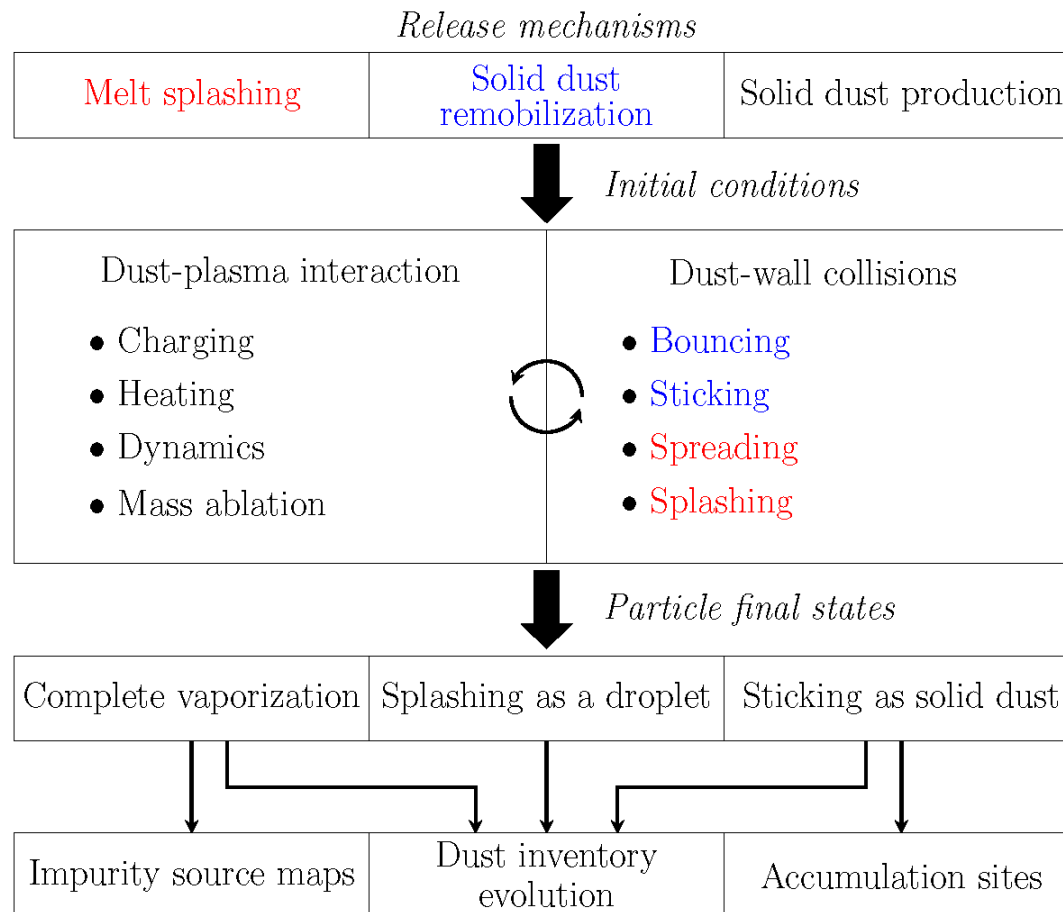 Release mechanisms
Melt splashing
Solid dust
remobilization
Solid dust production
Initial conditions
Dust-plasma interaction
• Charging
• Heating
• Dynamics
• Mass ablation
Dust-wall collisions
• Bouncing
• Sticking
• Spreading
• Splashing
Particle final states
Complete vaporization
Splashing as a droplet
Sticking as solid dust
Impurity source maps
Dust inventory
evolution
Accumulation sites